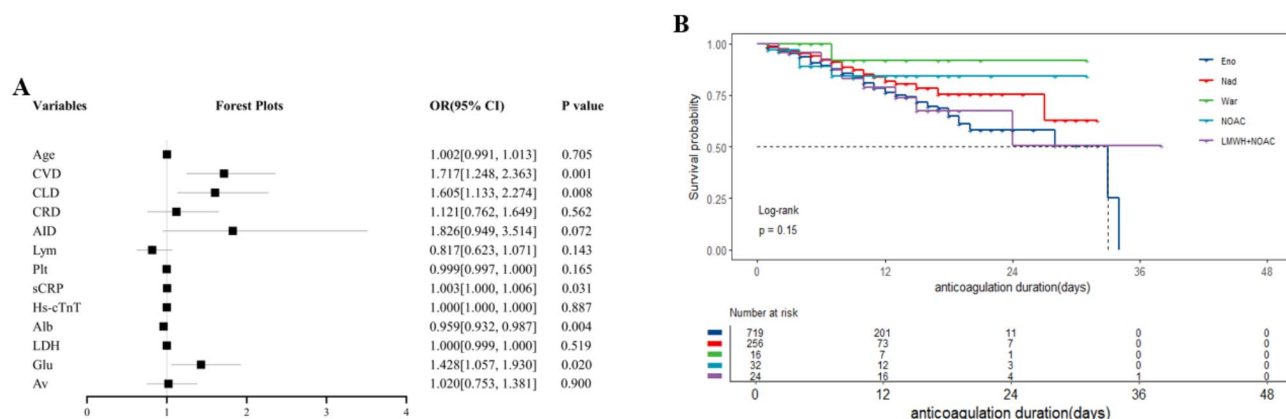 A
Variables Forest Plots OR(95% CI) P value
Age 1.002[0.991, 1.013] 0.705
CVD 1.717[1.248, 2.363] 0.001
CLD 1.605[1.133, 2.274] 0.008
CRD 1.121[0.762, 1.649] 0.562
AID 1.826[0.949, 3.514] 0.072
Lym 0.817[0.623, 1.071] 0.143
Plt 0.999[0.997, 1.000] 0.165
sCRP 1.003[1.000, 1.006] 0.031
Hs-cTnT 1.000[1.000, 1.000] 0.887
Alb 0.959[0.932, 0.987] 0.004
LDH 1.000[0.999, 1.000] 0.519
Glu 1.428[1.057, 1.930] 0.020
Av 1.020[0.753, 1.381] 0.900
0 1 2 3 4
B
Survival probability
1.00
0.75
0.50
0.25
0.00
Eno
Nad
War
NOAC
LMWH+NOAC
Log-rank
p = 0.15
0 12 24 36 48
anticoagulation duration(days)
Number at risk
719 201 11 0 0
256 73 7 0 0
16 7 1 0 0
32 12 3 0 0
24 16 4 1 0
0 12 24 36 48
anticoagulation duration(days)